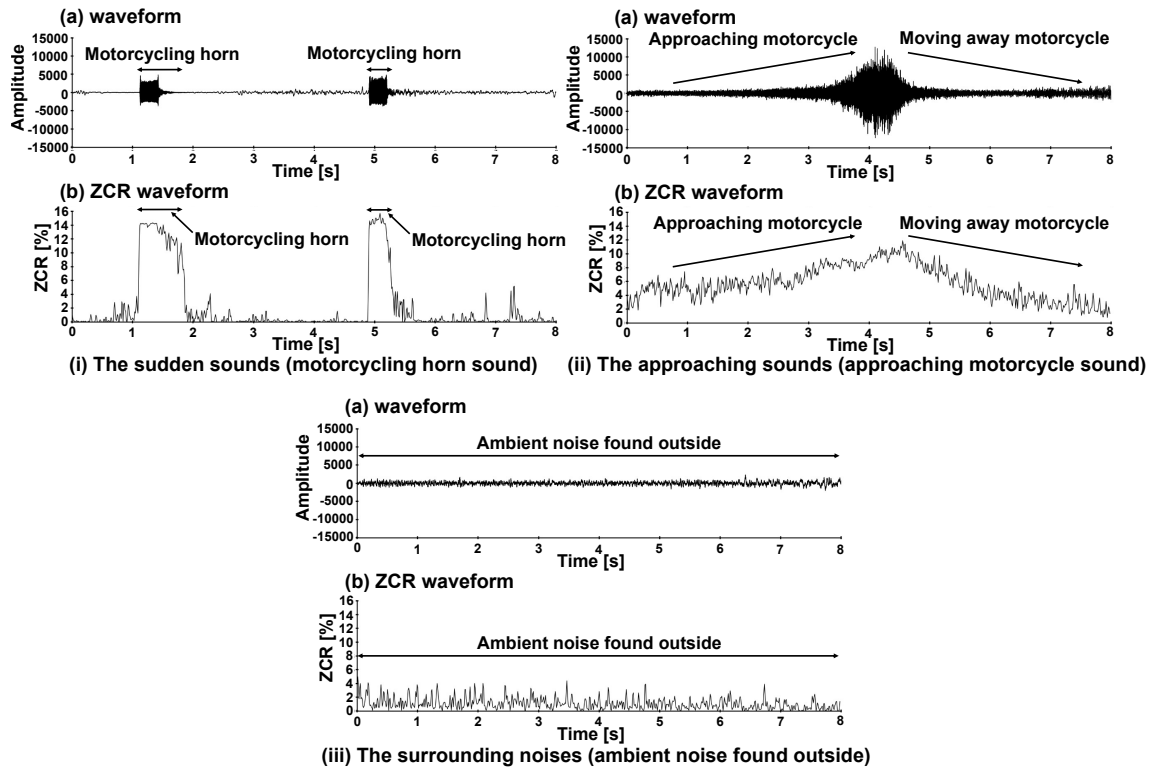 (a) waveform
Motorcycling horn
Motorcycling horn
Amplitude
15000
10000
5000
0
-5000
-10000
-15000
0 1 2 3 4 5 6 7 8
Time [s]
(b) ZCR waveform
Motorcycling horn
Motorcycling horn
ZCR [%]
16
14
12
10
8
6
4
2
0
0 1 2 3 4 5 6 7 8
Time [s]
(i) The sudden sounds (motorcycling horn sound)
(a) waveform
Approaching motorcycle
Moving away motorcycle
Amplitude
15000
10000
5000
0
-5000
-10000
-15000
0 1 2 3 4 5 6 7 8
Time [s]
(b) ZCR waveform
Approaching motorcycle
Moving away motorcycle
ZCR [%]
16
14
12
10
8
6
4
2
0
0 1 2 3 4 5 6 7 8
Time [s]
(ii) The approaching sounds (approaching motorcycle sound)
(a) waveform
Ambient noise found outside
Amplitude
15000
10000
5000
0
-5000
-10000
-15000
0 1 2 3 4 5 6 7 8
Time [s]
(b) ZCR waveform
Ambient noise found outside
ZCR [%]
16
14
12
10
8
6
4
2
0
0 1 2 3 4 5 6 7 8
Time [s]
(iii) The surrounding noises (ambient noise found outside)